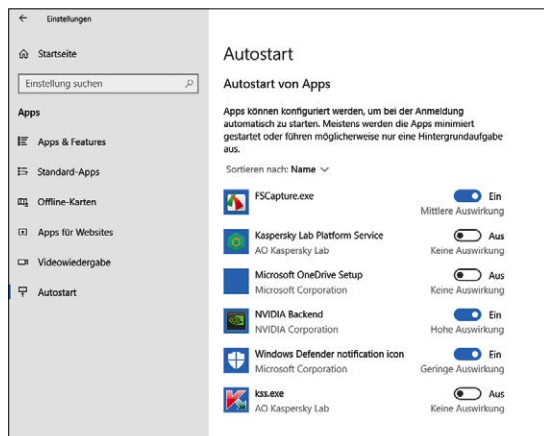 Einstellungen
Startseite
Einstellung suchen
Apps
Apps & Features
Standard-Apps
Offline-Karten
Apps für Websites
Videowiedergabe
Autostart
Autostart
Autostart von Apps
Apps können konfiguriert werden, um bei der Anmeldung
automatisch zu starten. Meistens werden die Apps minimiert
gestartet oder führen möglicherweise nur eine Hintergrundaufgabe
aus.
Sortieren nach: Name
FSCapture.exe Ein
Mittlere Auswirkung
Kaspersky Lab Platform Service Aus
AO Kaspersky Lab Keine Auswirkung
Microsoft OneDrive Setup Aus
Microsoft Corporation Keine Auswirkung
NVIDIA Backend Ein
NVIDIA Corporation Hohe Auswirkung
Windows Defender notification icon Ein
Microsoft Corporation Geringe Auswirkung
kss.exe Aus
AO Kaspersky Lab Keine Auswirkung